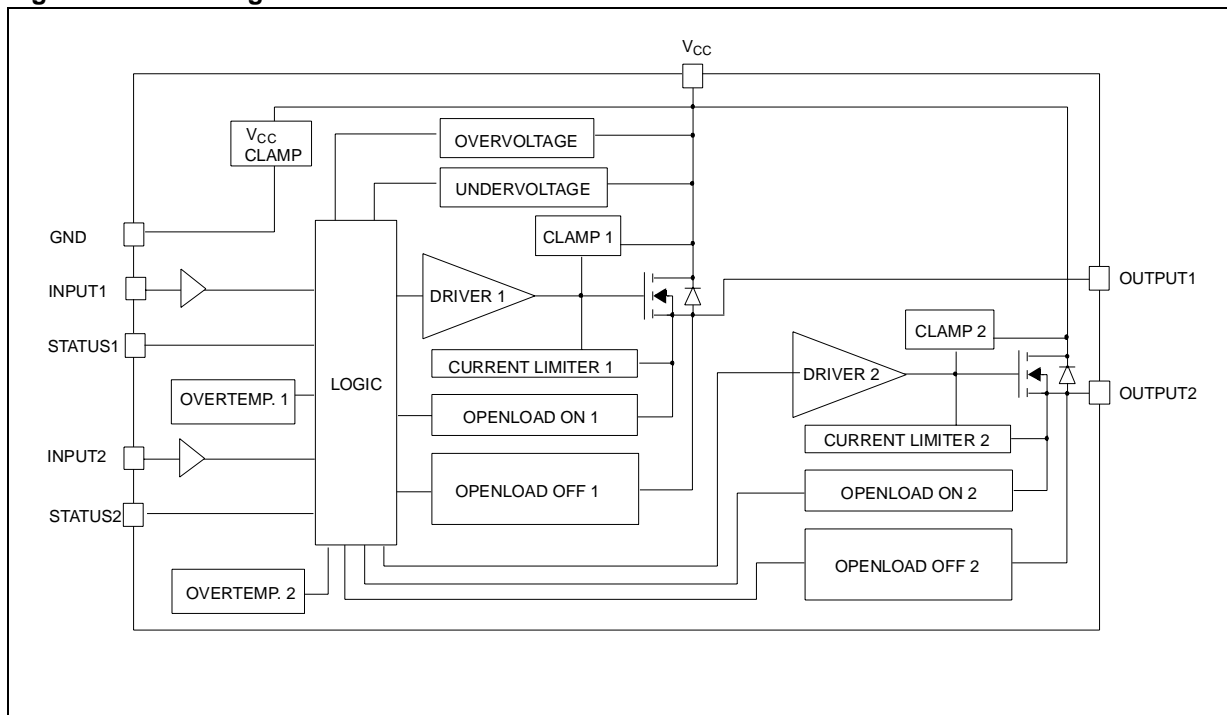 VCC
VCC
CLAMP
OVERVOLTAGE
UNDERVOLTAGE
GND
CLAMP 1
INPUT1
DRIVER 1
OUTPUT1
STATUS1
LOGIC
CURRENT LIMITER 1
CLAMP 2
DRIVER 2
OUTPUT2
OVERTEMP. 1
OPENLOAD ON 1
CURRENT LIMITER 2
INPUT2
OPENLOAD OFF 1
OPENLOAD ON 2
STATUS2
OPENLOAD OFF 2
OVERTEMP. 2